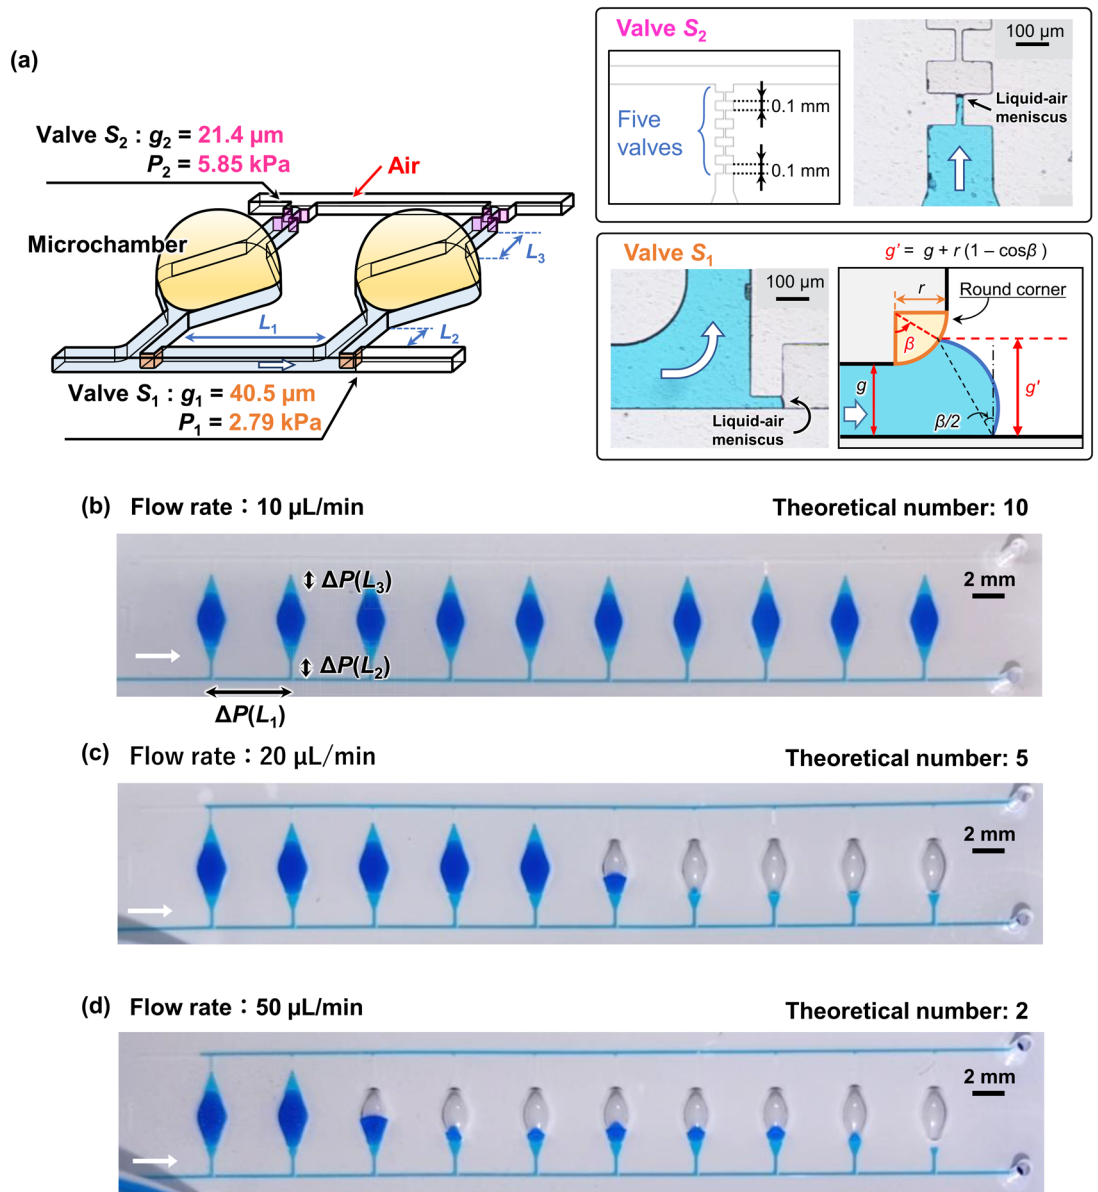 (a)
Valve S₂ : g₂ = 21.4 µm
P₂ = 5.85 kPa
Air
Microchamber
L₃
L₁
L₂
Valve S₁ : g₁ = 40.5 µm
P₁ = 2.79 kPa
Valve S₂
Five
valves
0.1 mm
0.1 mm
100 µm
Liquid-air
meniscus
Valve S₁
100 µm
Liquid-air
meniscus
g' = g + r (1 – cosβ )
r
Round corner
β
g
g'
β/2
(b) Flow rate：10 µL/min
Theoretical number: 10
ΔP(L₃)
2 mm
ΔP(L₂)
ΔP(L₁)
(c) Flow rate：20 µL/min
Theoretical number: 5
2 mm
(d) Flow rate：50 µL/min
Theoretical number: 2
2 mm